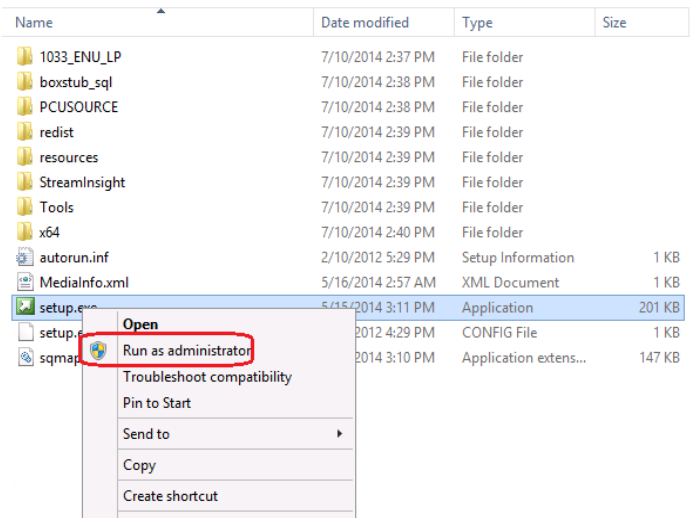 Name Date modified Type Size
1033_ENU_LP 7/10/2014 2:37 PM File folder
boxstub_sql 7/10/2014 2:38 PM File folder
PCUSOURCE 7/10/2014 2:38 PM File folder
redist 7/10/2014 2:39 PM File folder
resources 7/10/2014 2:39 PM File folder
StreamInsight 7/10/2014 2:39 PM File folder
Tools 7/10/2014 2:39 PM File folder
x64 7/10/2014 2:40 PM File folder
autorun.inf 2/10/2012 5:29 PM Setup Information 1 KB
MediaInfo.xml 5/16/2014 2:57 AM XML Document 1 KB
setup.exe 5/15/2014 3:11 PM Application 201 KB
setup.e 2012 4:29 PM CONFIG File 1 KB
sqmap 2014 3:10 PM Application extens... 147 KB
Open
Run as administrator
Troubleshoot compatibility
Pin to Start
Send to
Copy
Create shortcut